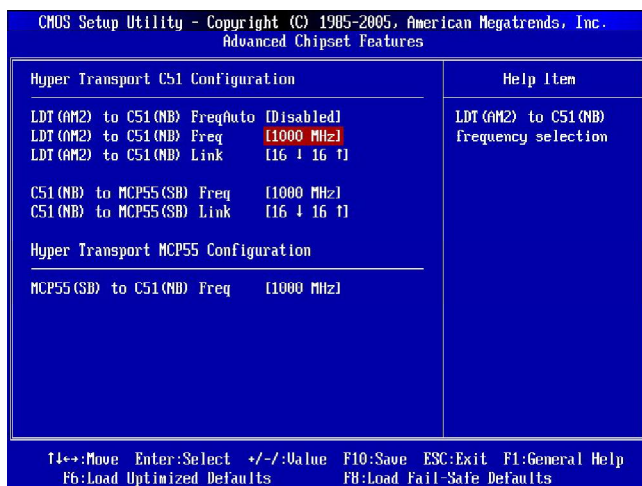 CMOS Setup Utility - Copyright (C) 1985-2005, American Megatrends, Inc.
Advanced Chipset Features
Hyper Transport C51 Configuration
LDT(AM2) to C51(NB) FreqAuto [Disabled]
LDT(AM2) to C51(NB) Freq [1000 MHz]
LDT(AM2) to C51(NB) Link [16 ↓ 16 ↑]
C51(NB) to MCP55(SB) Freq [1000 MHz]
C51(NB) to MCP55(SB) Link [16 ↓ 16 ↑]
Hyper Transport MCP55 Configuration
MCP55(SB) to C51(NB) Freq [1000 MHz]
Help Item
LDT(AM2) to C51(NB)
frequency selection
↑↓←→:Move Enter:Select +/-/:Value F10:Save ESC:Exit F1:General Help
F6:Load Optimized Defaults F8:Load Fail-Safe Defaults